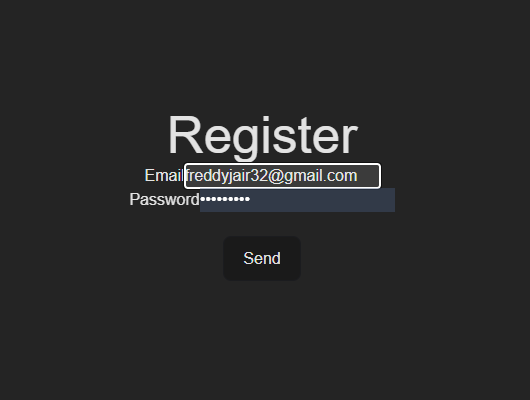 Register
Email freddyjair32@gmail.com
Password •••••••••
Send